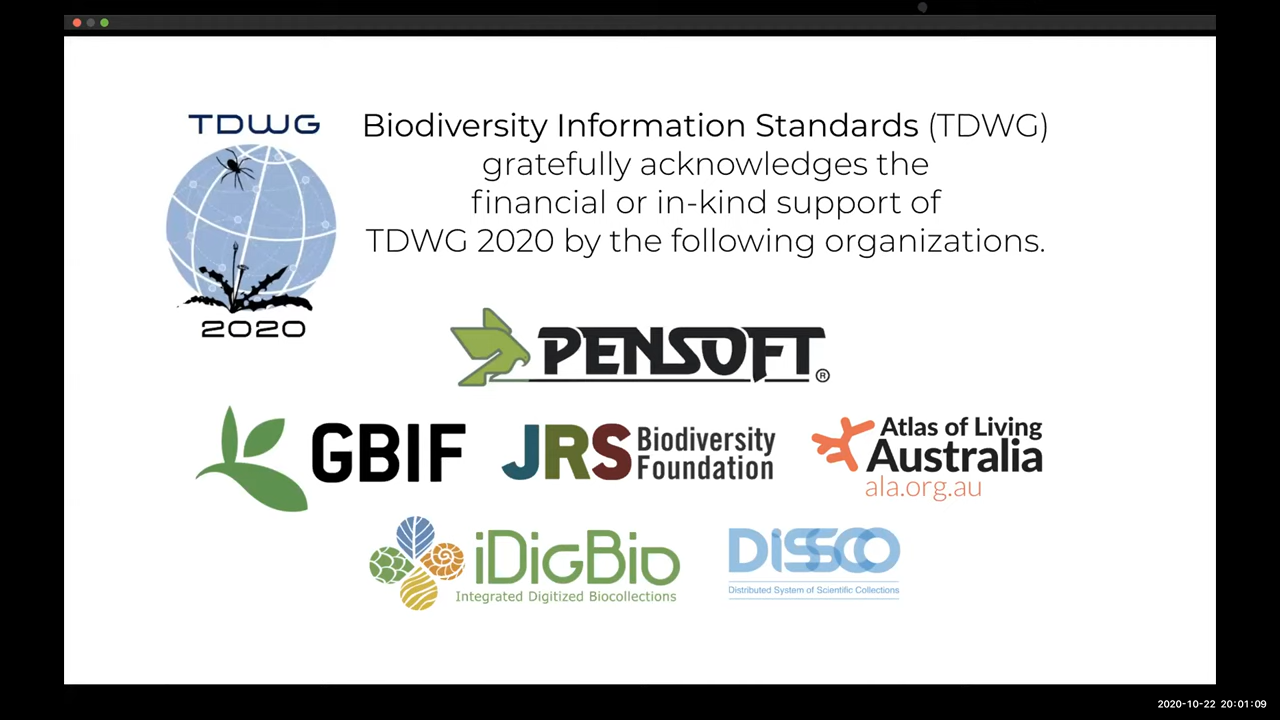 TDWG
2020
Biodiversity Information Standards (TDWG)
gratefully acknowledges the
financial or in-kind support of
TDWG 2020 by the following organizations.
PENSOFT®
GBIF
JRS Biodiversity
Foundation
Atlas of Living
Australia
ala.org.au
iDigBio
Integrated Digitized Biocollections
DiSSCo
Distributed System of Scientific Collections
2020-10-22 20:01:09